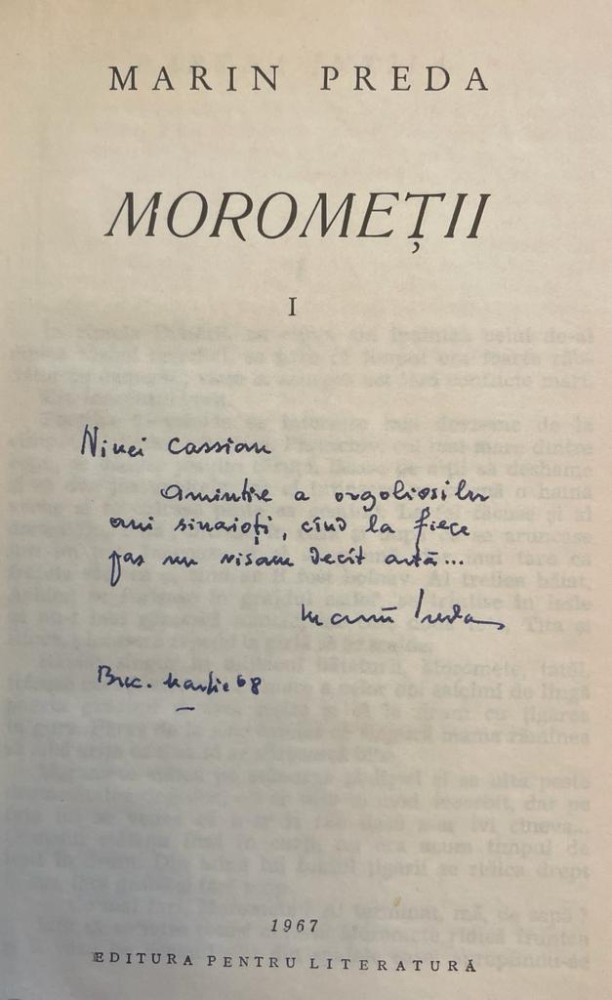 MARIN PREDA
MOROMEȚII
I
Ninei Cassian
Amintire a orgolioșilor
ani sinaioți, cînd la fiece
pas nu visam decît artă...
Marin Preda
Buc. Martie 68
1967
EDITURA PENTRU LITERATURĂ